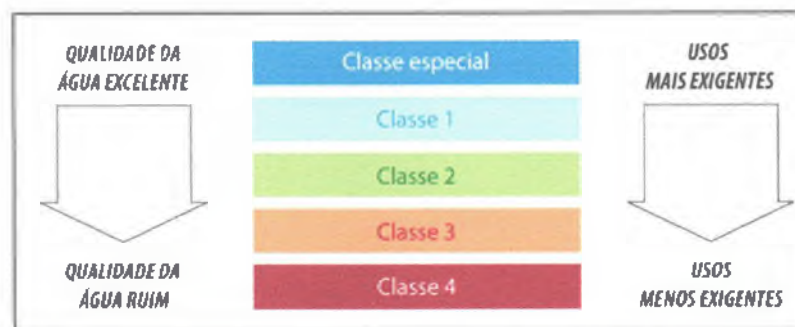 QUALIDADE DA
ÁGUA EXCELENTE
Classe especial
Classe 1
Classe 2
Classe 3
Classe 4
USOS
MAIS EXIGENTES
QUALIDADE DA
ÁGUA RUIM
USOS
MENOS EXIGENTES